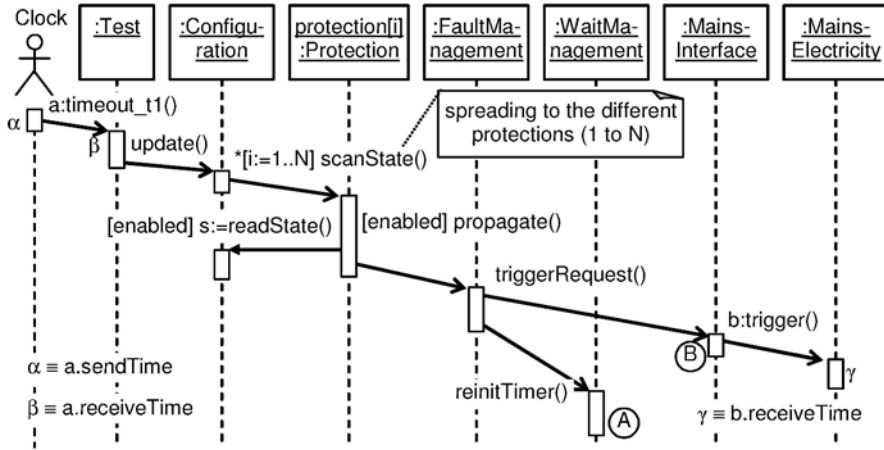 Clock
:Test
:Configu-
ration
protection[i]
:Protection
:FaultMa-
nagement
:WaitMa-
nagement
:Mains-
Interface
:Mains-
Electricity
a:timeout_t1()
α
β
update()
*[i:=1..N] scanState()
spreading to the different
protections (1 to N)
[enabled] s:=readState()
[enabled] propagate()
triggerRequest()
b:trigger()
B
γ
α ≡ a.sendTime
β ≡ a.receiveTime
reinitTimer()
A
γ ≡ b.receiveTime